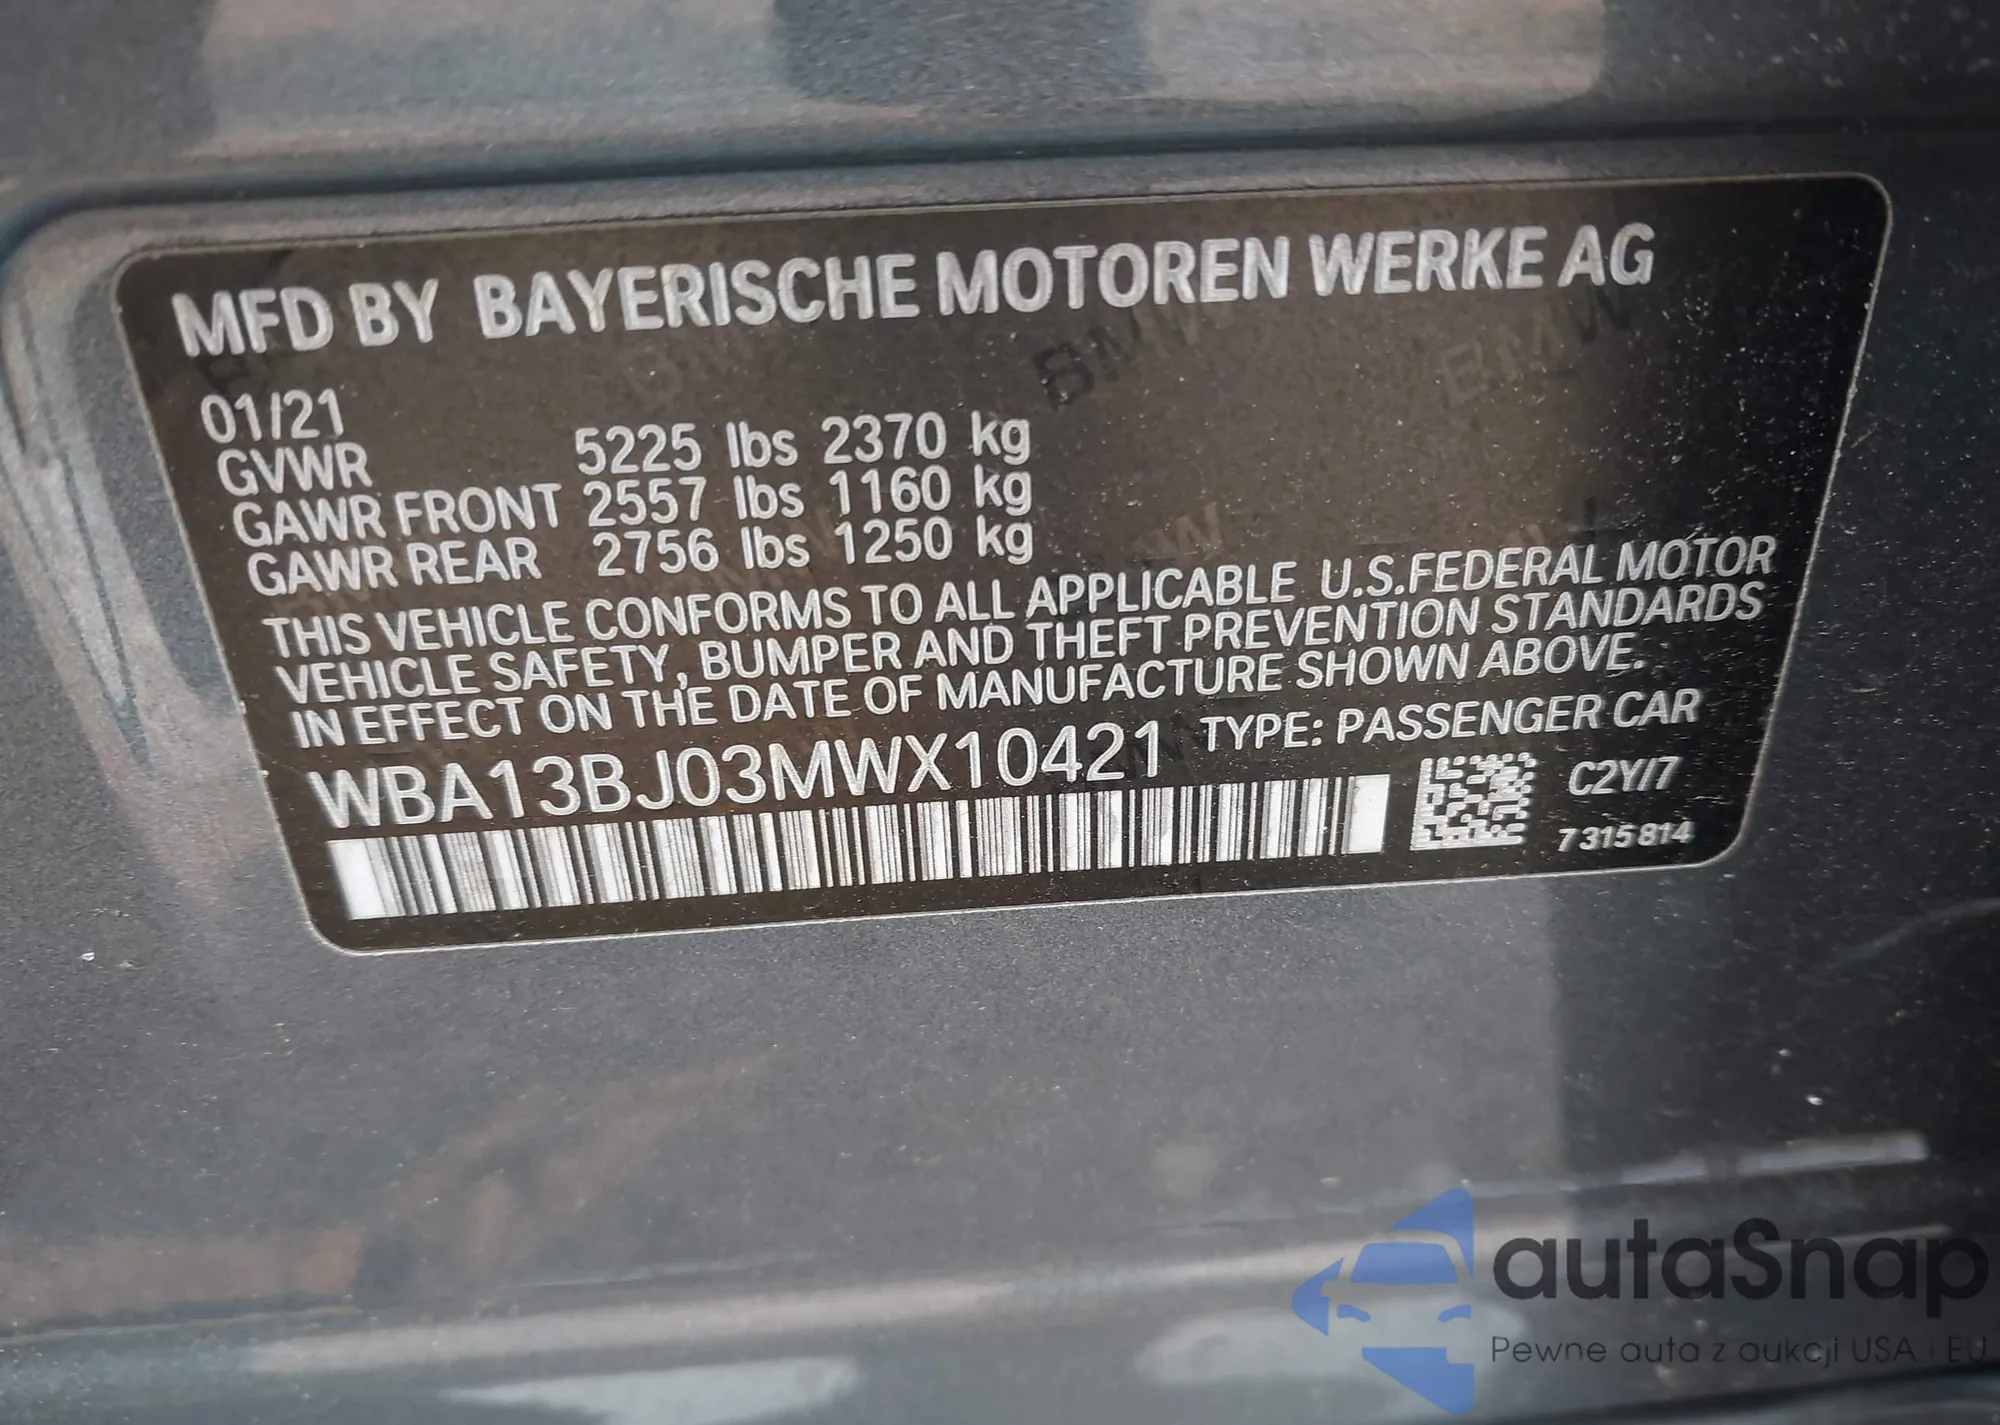 MFD BY BAYERISCHE MOTOREN WERKE AG
01/21
GVWR 5225 lbs 2370 kg
GAWR FRONT 2557 lbs 1160 kg
GAWR REAR 2756 lbs 1250 kg
THIS VEHICLE CONFORMS TO ALL APPLICABLE U.S.FEDERAL MOTOR
VEHICLE SAFETY, BUMPER AND THEFT PREVENTION STANDARDS
IN EFFECT ON THE DATE OF MANUFACTURE SHOWN ABOVE.
WBA13BJ03MWX10421 TYPE: PASSENGER CAR
C2Y/7
7 315 814
autaSnap
Pewne auta z aukcji USA i EU